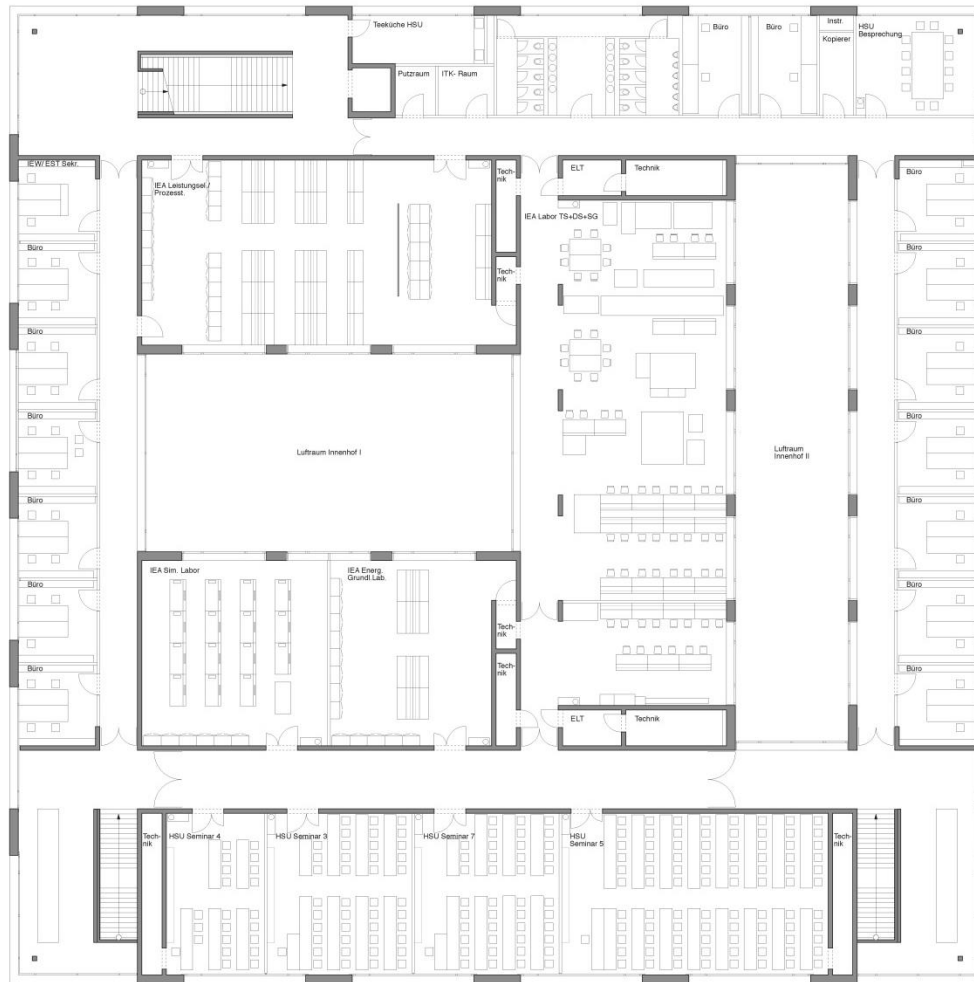 Teeküche HSU
Büro
Büro
Instr.
Kopierer
HSU
Besprechung
Putzraum
ITK- Raum
IEW/ EST Sekr.
IEA Leistungsel./
Prozesst.
Tech-
nik
ELT
Technik
Büro
IEA Labor TS+DS+SG
Büro
Büro
Tech-
nik
Büro
Büro
Büro
Büro
Luftraum Innenhof I
Luftraum
Innenhof II
Büro
Büro
Büro
IEA Sim. Labor
IEA Energ.
Grundl.Lab.
Büro
Büro
Tech-
nik
Büro
Büro
Tech-
nik
ELT
Technik
Tech-
nik
HSU Seminar 4
HSU Seminar 3
HSU Seminar 7
HSU
Seminar 5
Tech-
nik